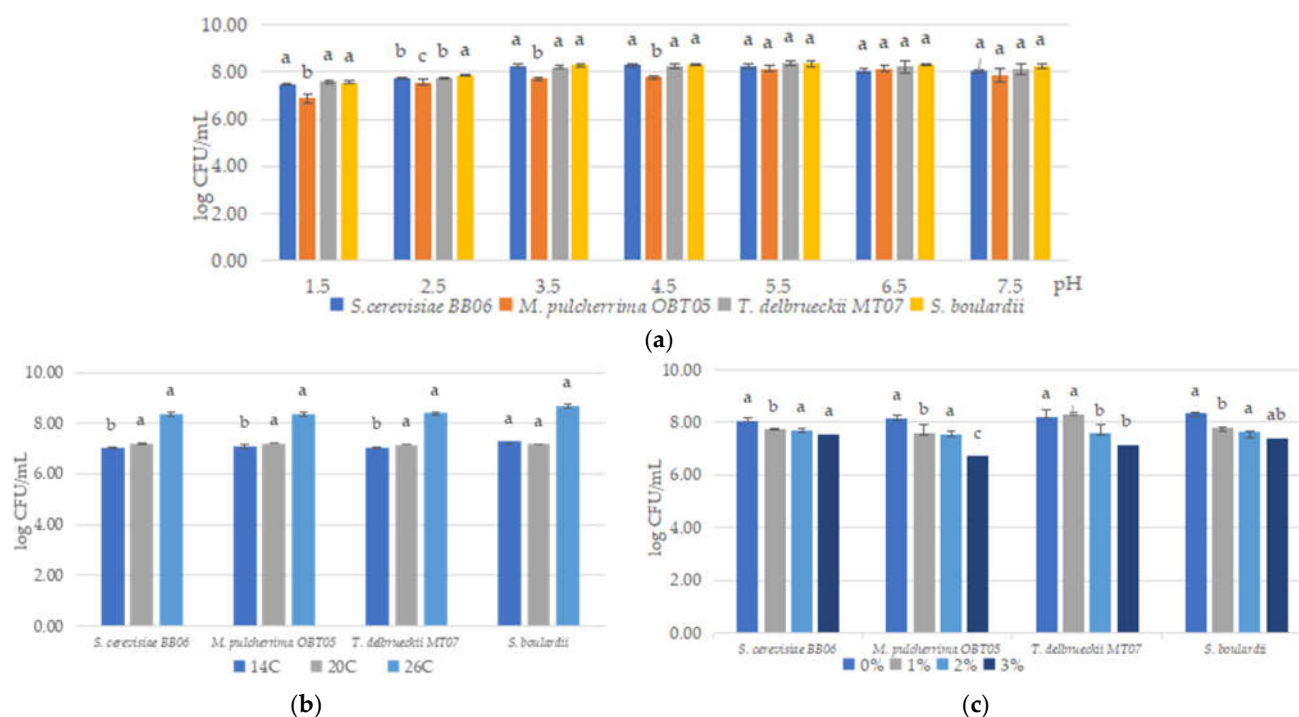 10.00
8.00
6.00
4.00
2.00
0.00
log CFU/mL
a b a a
b c b a
a b a a
a b a a
a a a a
a a a a
a a a a
1.5 2.5 3.5 4.5 5.5 6.5 7.5 pH
S.cerevisiae BB06 M. pulcherrima OBT05 T. delbrueckii MT07 S. boulardii
(a)
10.00
8.00
6.00
4.00
2.00
0.00
log CFU/mL
b a a
b a a
b a a
a a a
S. cerevisiae BB06 M. pulcherrima OBT05 T. delbrueckii MT07 S. boulardii
14C 20C 26C
(b)
10.00
8.00
6.00
4.00
2.00
0.00
log CFU/mL
a b a a
a b a c
a a b b
a b a ab
S. cerevisiae BB06 M. pulcherrima OBT05 T. delbrueckii MT07 S. boulardii
0% 1% 2% 3%
(c)